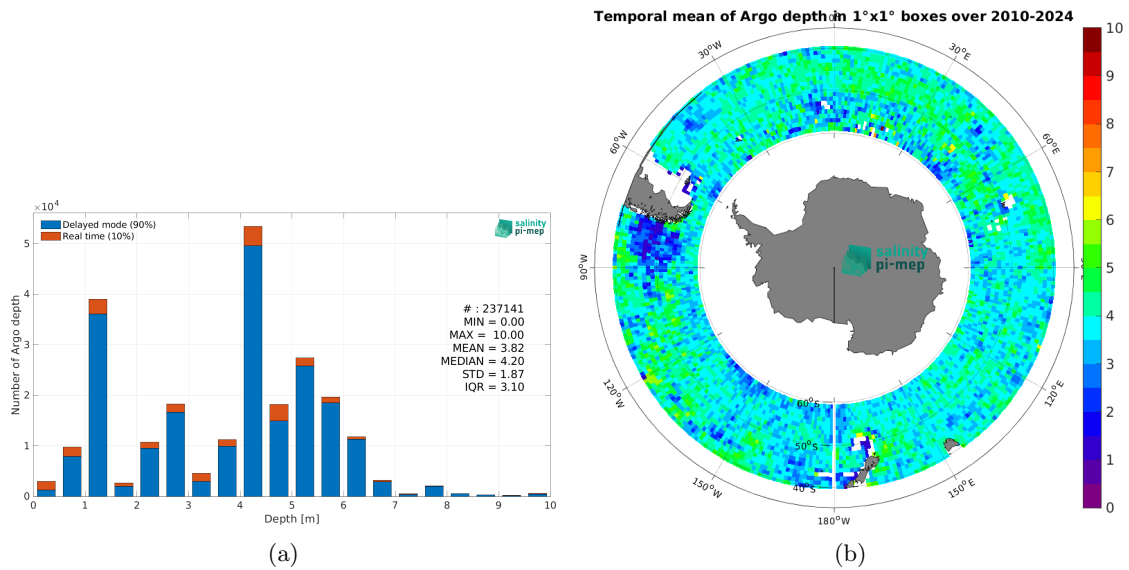 Temporal mean of Argo depth in 1°x1° boxes over 2010-2024
×10⁴
Delayed mode (90%)
Real time (10%)
salinity
pi-mep
# : 237141
MIN = 0.00
MAX = 10.00
MEAN = 3.82
MEDIAN = 4.20
STD = 1.87
IQR = 3.10
Number of Argo depth
5
4
3
2
1
0
0 1 2 3 4 5 6 7 8 9 10
Depth [m]
(a)
30°W
30°E
60°W
60°E
90°W
120°W
120°E
150°W
150°E
180°W
60°S
50°S
40°S
salinity
pi-mep
10
9
8
7
6
5
4
3
2
1
0
(b)